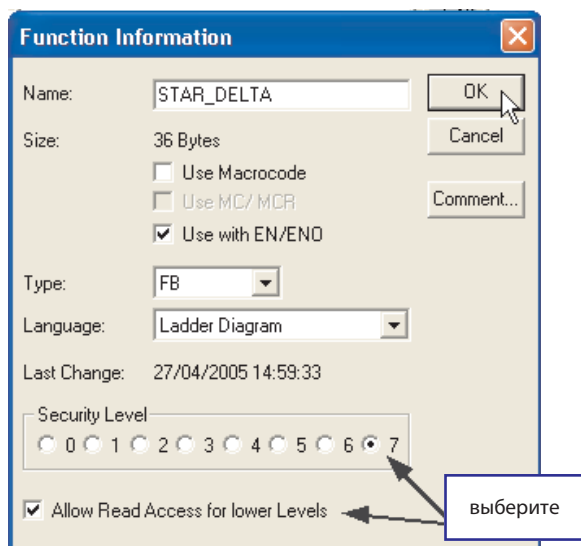 Function Information
Name: STAR_DELTA OK
Size: 36 Bytes Cancel
Use Macrocode
Use MC/ MCR Comment...
Use with EN/ENO
Type: FB
Language: Ladder Diagram
Last Change: 27/04/2005 14:59:33
Security Level
0 1 2 3 4 5 6 7
выберите
Allow Read Access for lower Levels